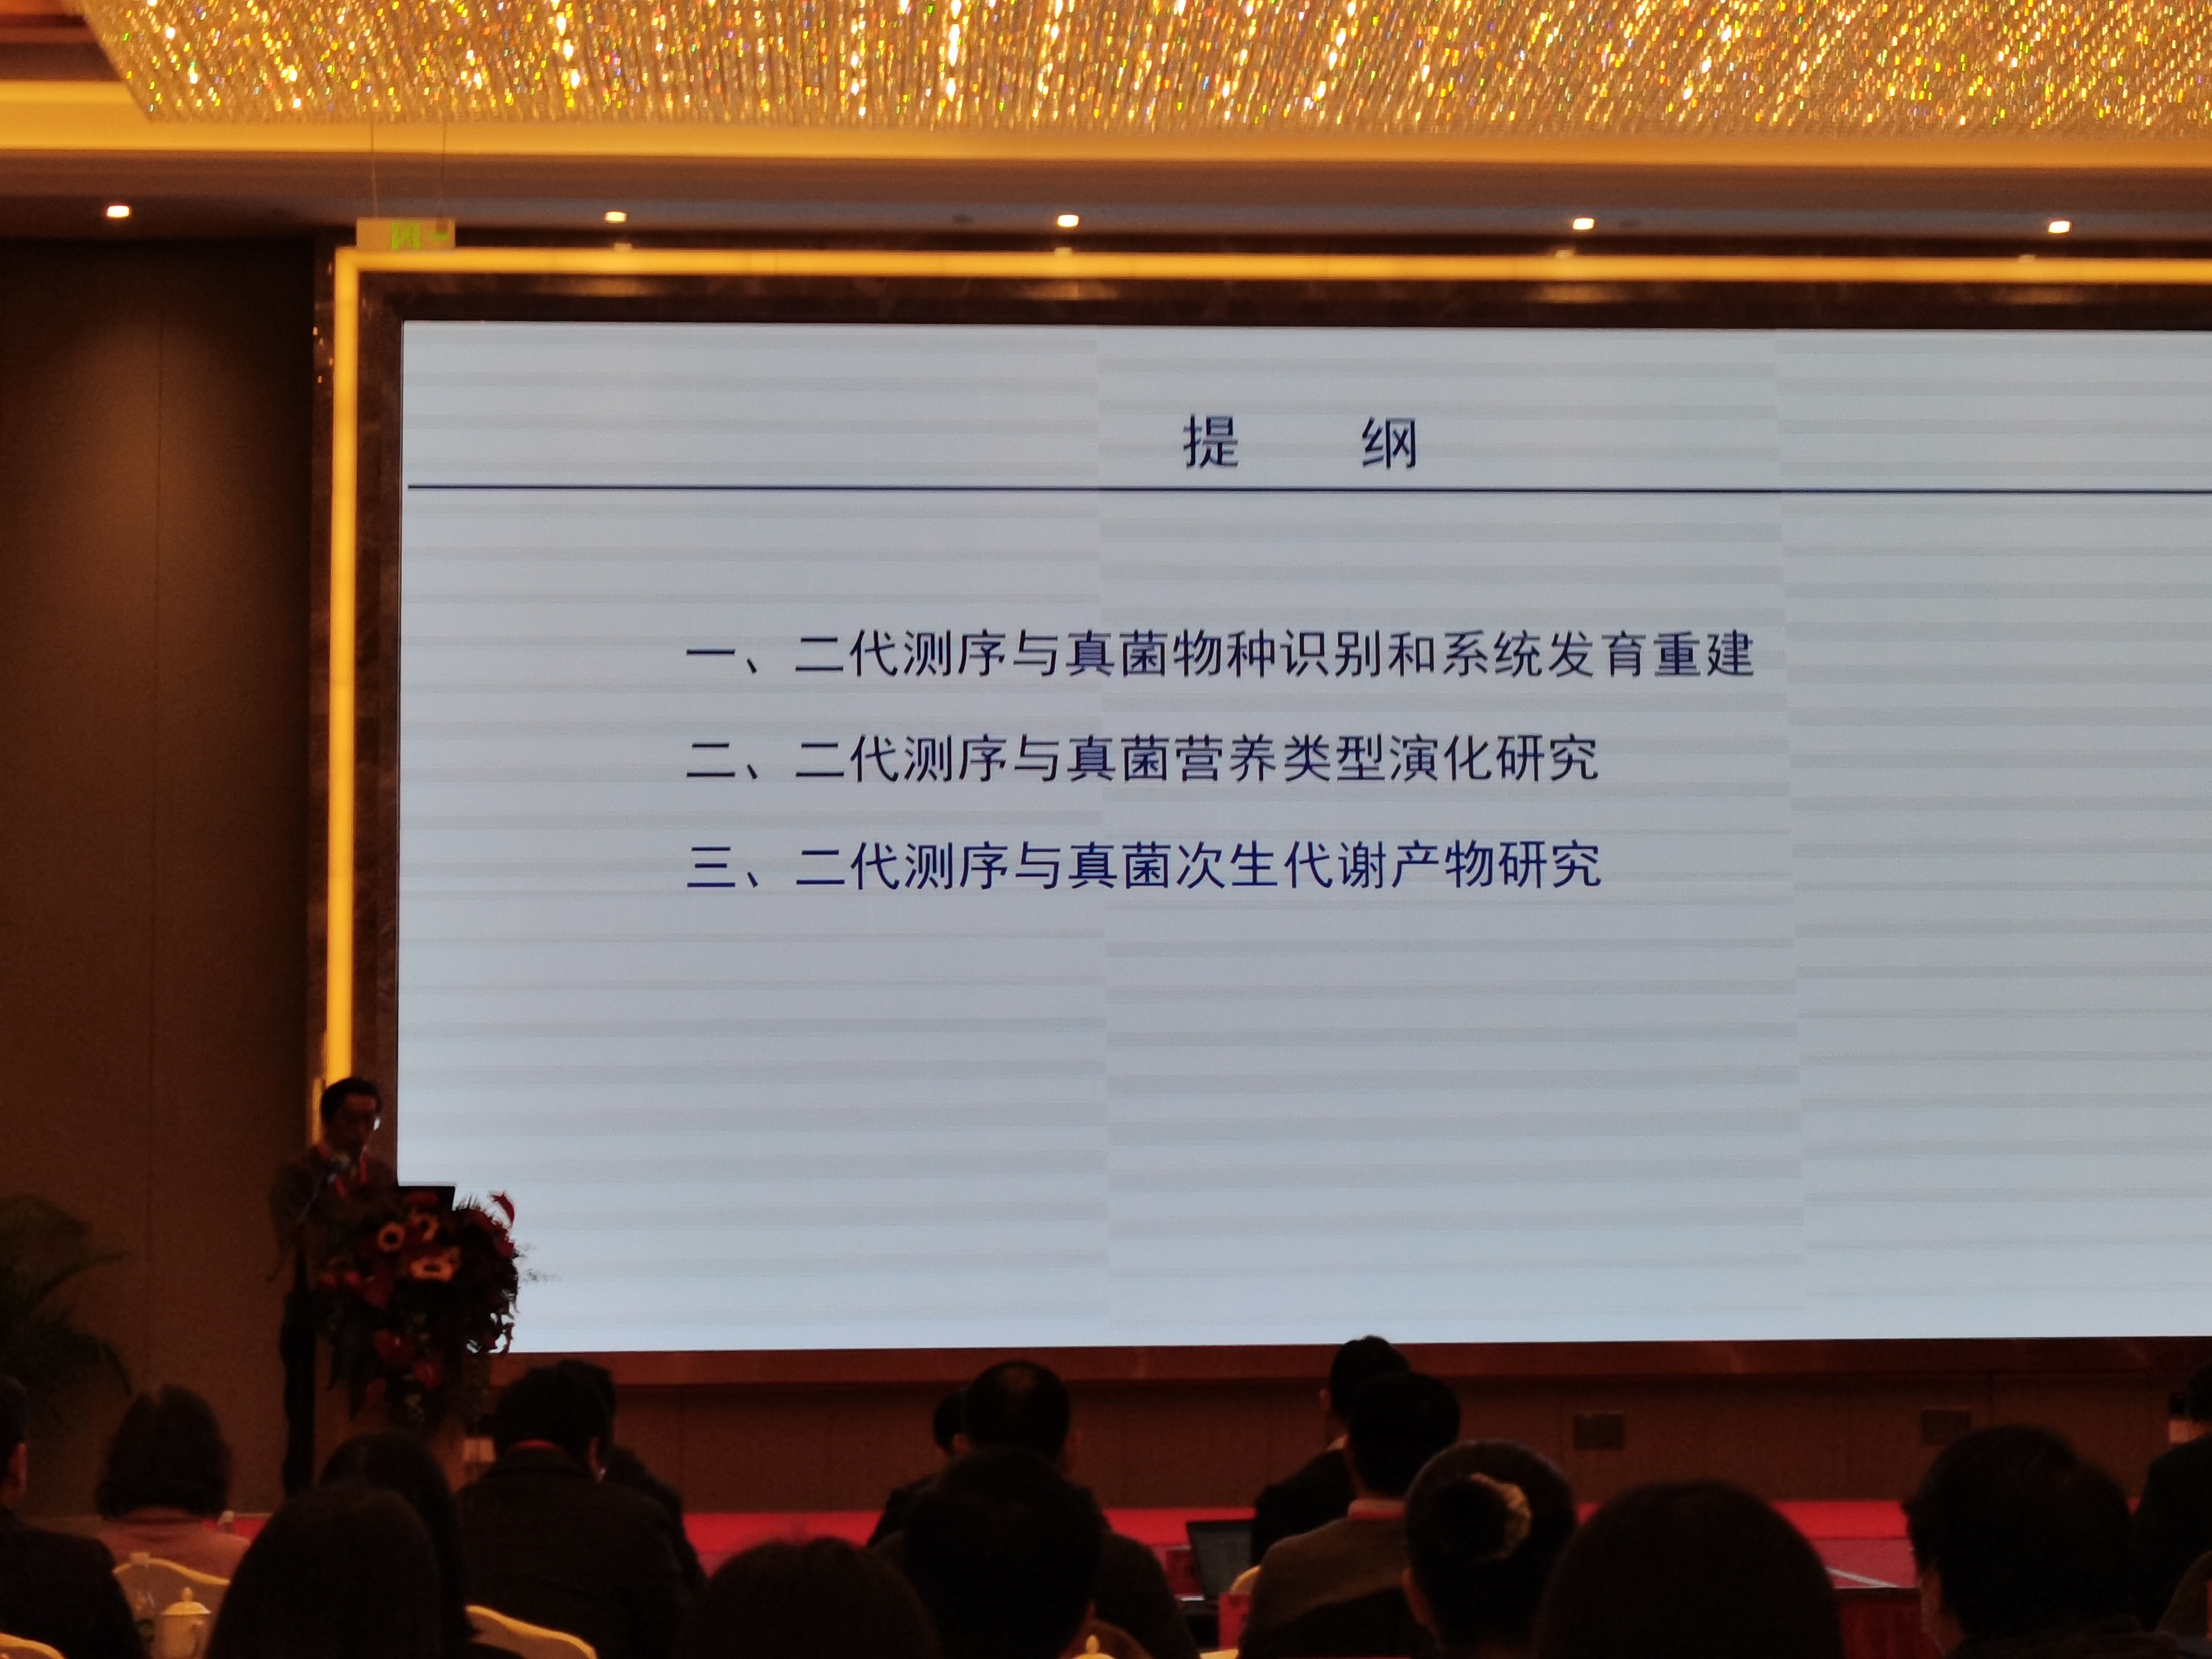 提 纲
一、二代测序与真菌物种识别和系统发育重建
二、二代测序与真菌营养类型演化研究
三、二代测序与真菌次生代谢产物研究